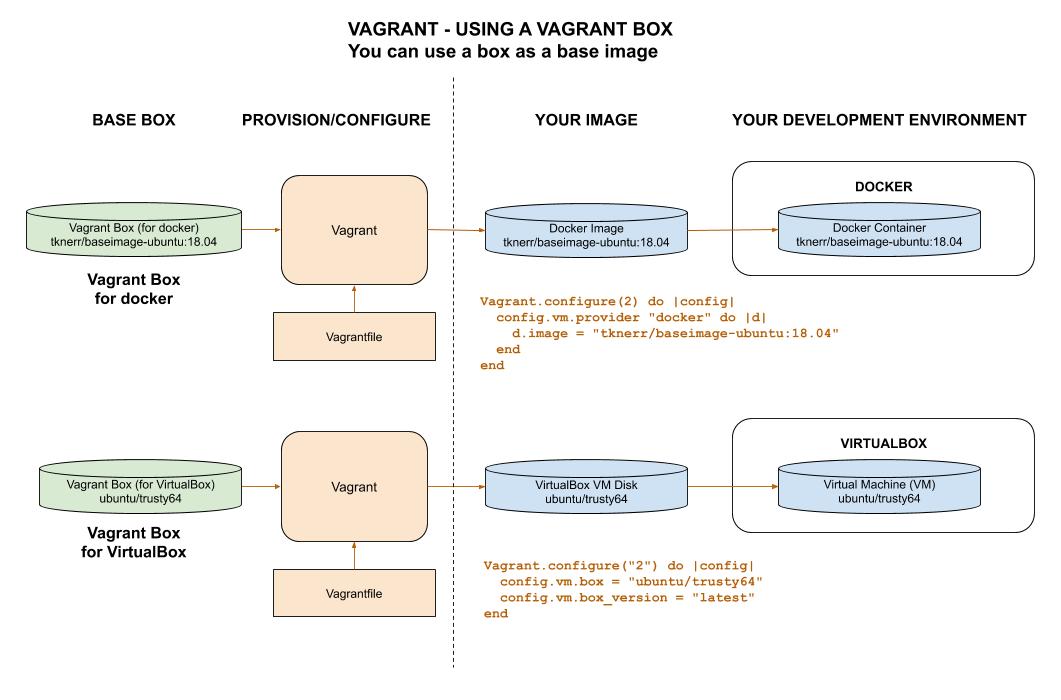 VAGRANT - USING A VAGRANT BOX
You can use a box as a base image
BASE BOX
PROVISION/CONFIGURE
YOUR IMAGE
YOUR DEVELOPMENT ENVIRONMENT
Vagrant Box (for docker)
tknerr/baseimage-ubuntu:18.04
Vagrant Box
for docker
Vagrant
Vagrantfile
Docker Image
tknerr/baseimage-ubuntu:18.04
DOCKER
Docker Container
tknerr/baseimage-ubuntu:18.04
Vagrant.configure(2) do |config|
  config.vm.provider "docker" do |d|
    d.image = "tknerr/baseimage-ubuntu:18.04"
  end
end
Vagrant Box (for VirtualBox)
ubuntu/trusty64
Vagrant Box
for VirtualBox
Vagrant
Vagrantfile
VirtualBox VM Disk
ubuntu/trusty64
VIRTUALBOX
Virtual Machine (VM)
ubuntu/trusty64
Vagrant.configure("2") do |config|
  config.vm.box = "ubuntu/trusty64"
  config.vm.box_version = "latest"
end